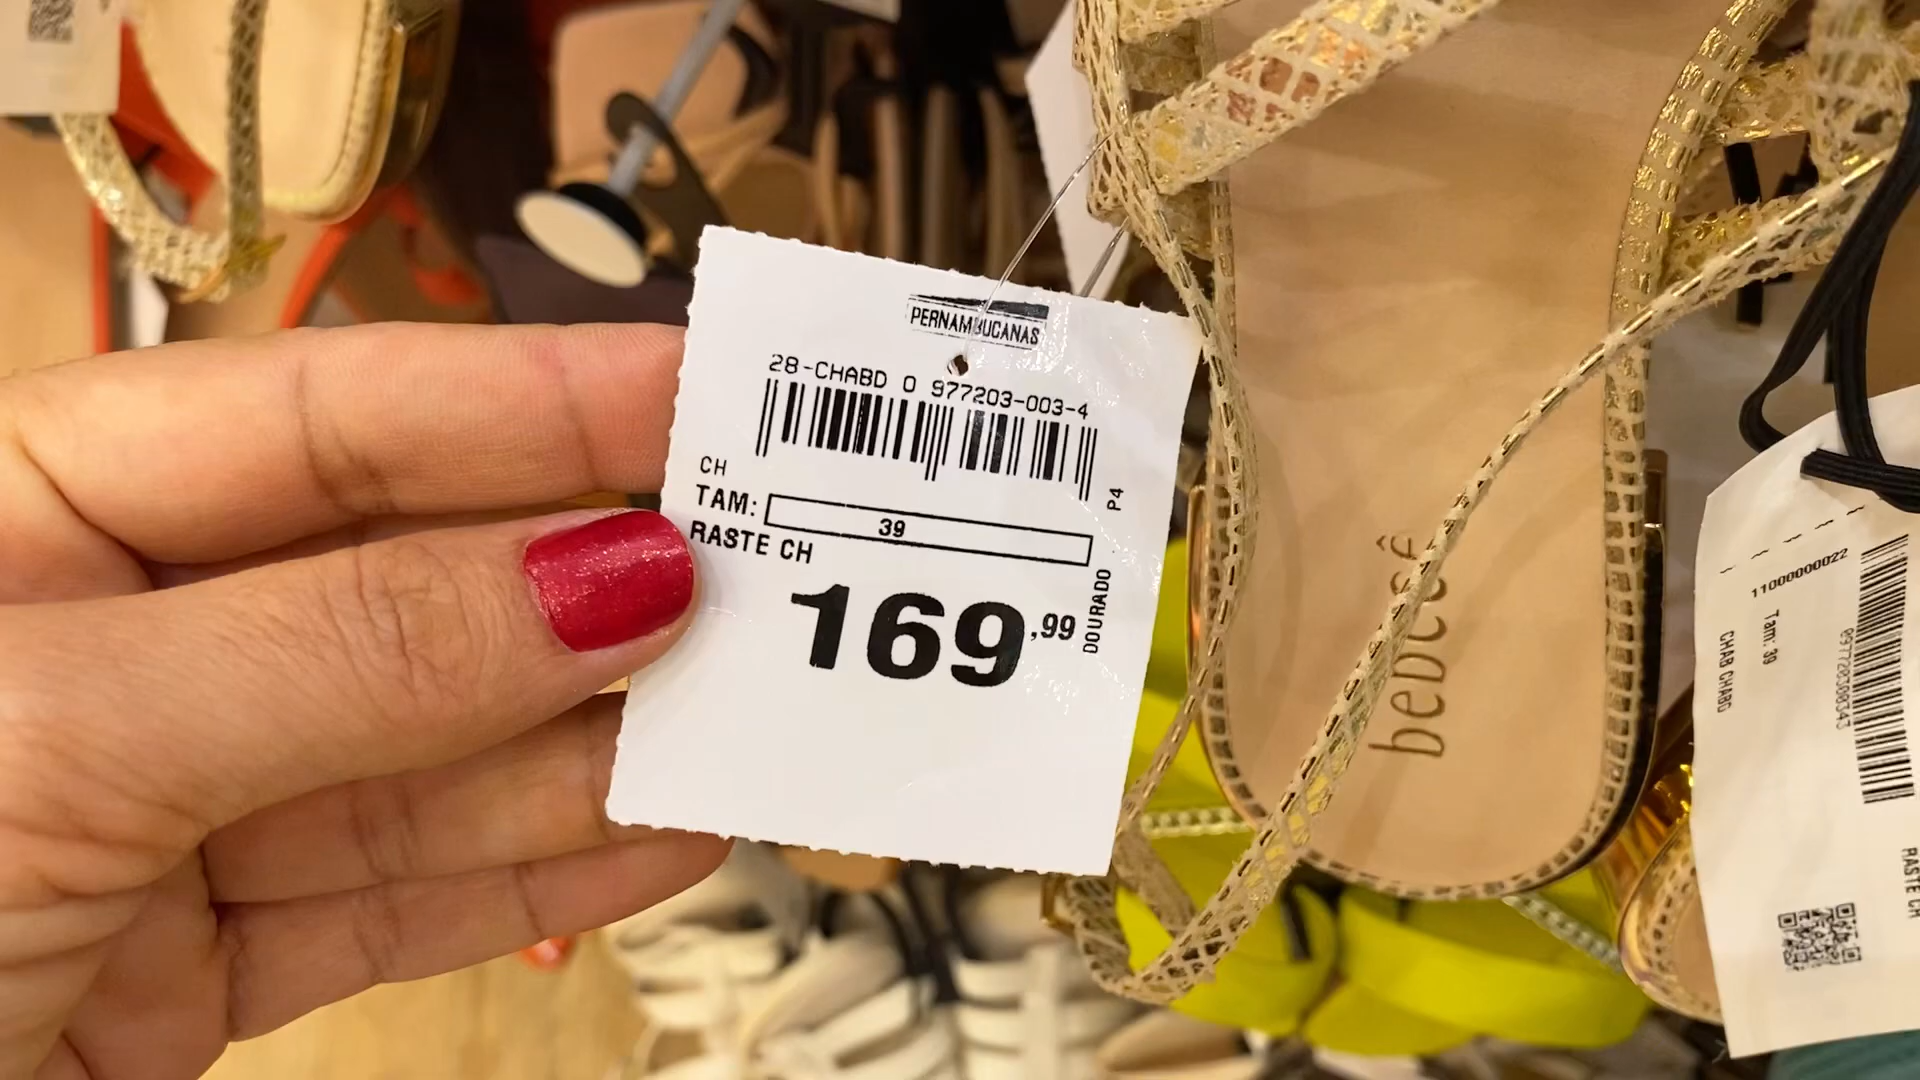 PERNAMBUCANAS
28-CHABD 0 977203-003-4
CH
TAM: 39
RASTE CH
169,99
P4
DOURADO
bebecê
11000000022
Tam: 39
CHAB CHABD
RASTE CH